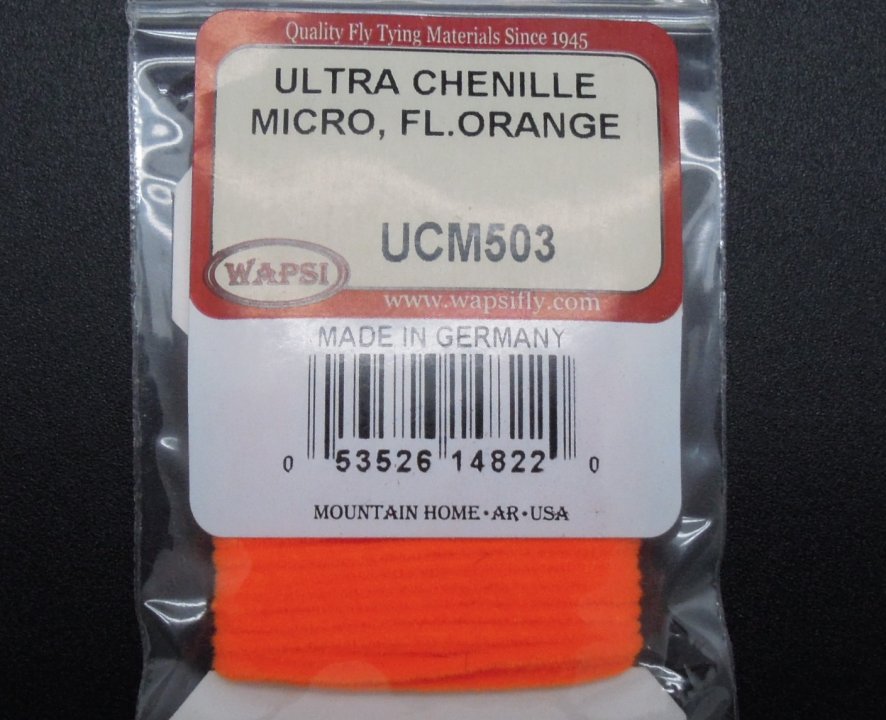 Quality Fly Tying Materials Since 1945
ULTRA CHENILLE
MICRO, FL.ORANGE
UCM503
WAPSI
www.wapsifly.com
MADE IN GERMANY
0 53526 14822 0
MOUNTAIN HOME•AR•USA